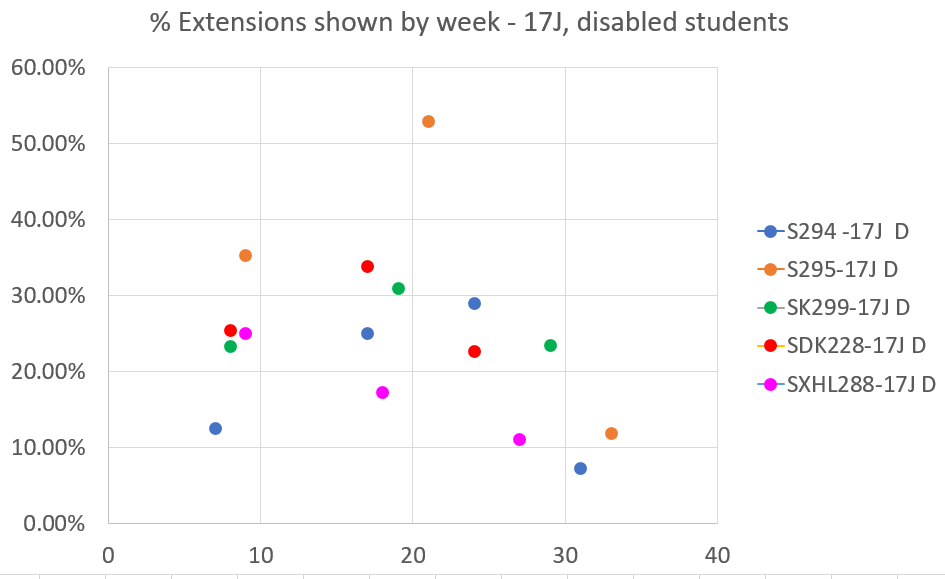 % Extensions shown by week - 17J, disabled students
60.00%
50.00%
40.00%
30.00%
20.00%
10.00%
0.00%
0 10 20 30 40
S294 -17J  D
S295-17J D
SK299-17J D
SDK228-17J D
SXHL288-17J D